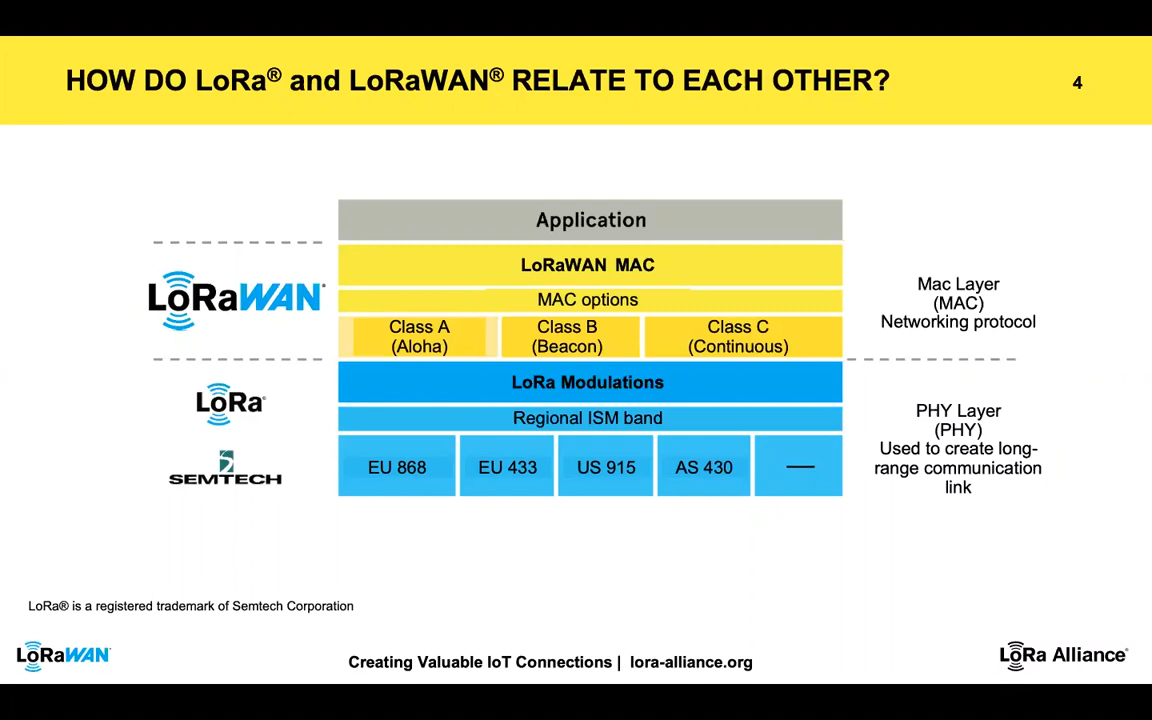 HOW DO LoRa® and LoRaWAN® RELATE TO EACH OTHER?
4
Application
LoRaWAN MAC
MAC options
Class A
(Aloha)
Class B
(Beacon)
Class C
(Continuous)
LoRa Modulations
Regional ISM band
EU 868
EU 433
US 915
AS 430
—
LoRaWAN®
LoRa®
SEMTECH
Mac Layer
(MAC)
Networking protocol
PHY Layer
(PHY)
Used to create long-
range communication
link
LoRa® is a registered trademark of Semtech Corporation
LoRaWAN®
Creating Valuable IoT Connections | lora-alliance.org
LoRa Alliance®